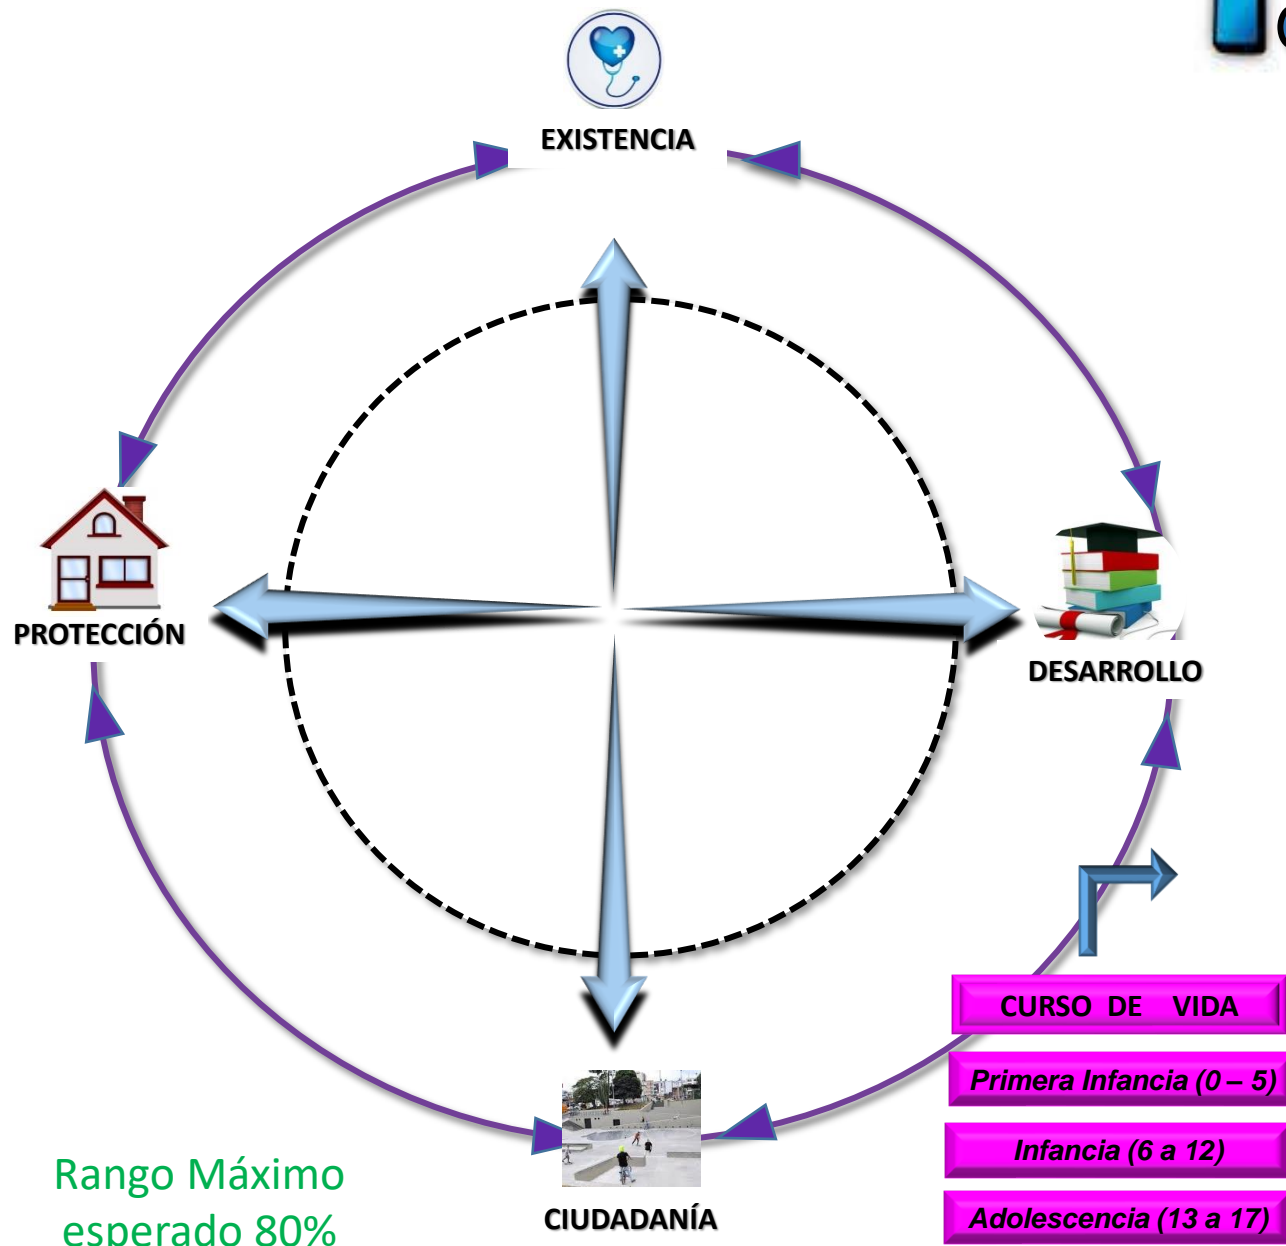 EXISTENCIA
PROTECCIÓN
DESARROLLO
CURSO DE VIDA
Primera Infancia (0 – 5)
Infancia (6 a 12)
Adolescencia (13 a 17)
CIUDADANÍA
Rango Máximo
esperado 80%